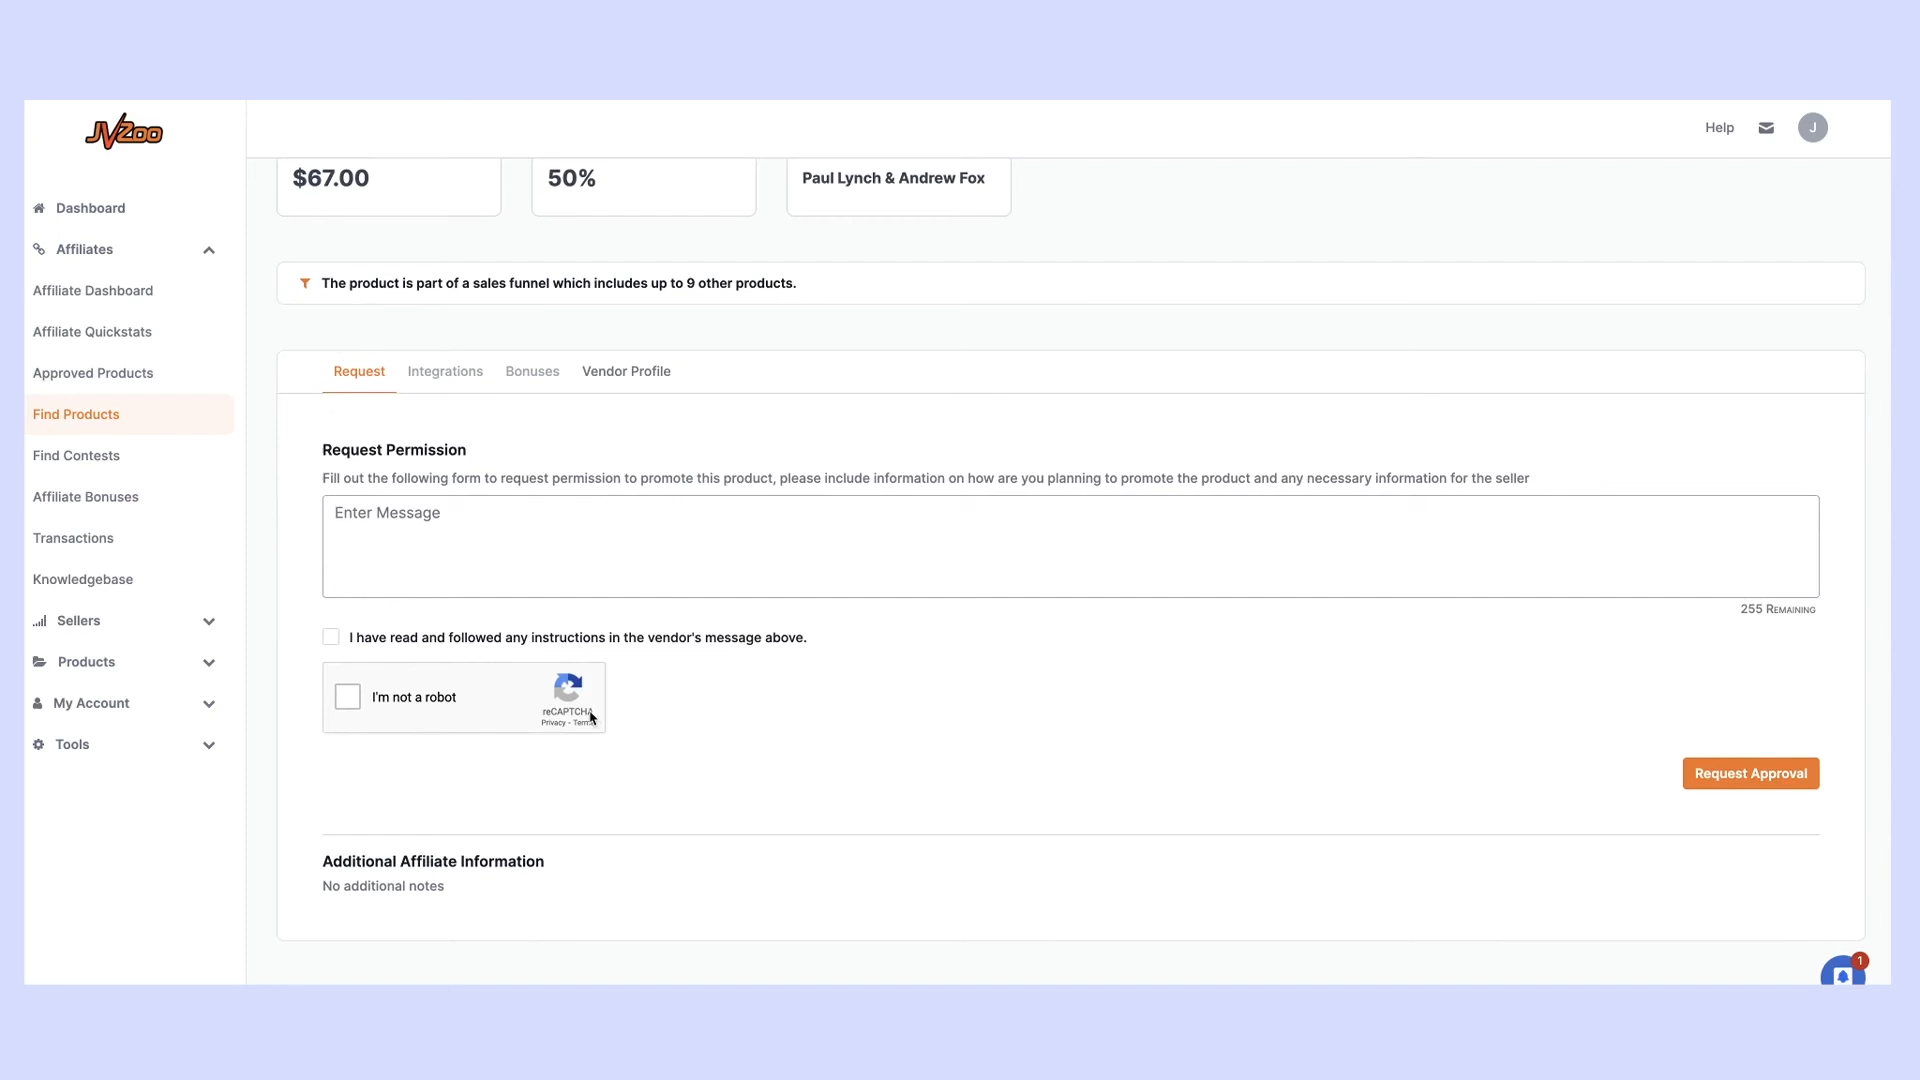 JVZoo
Help
J
$67.00
50%
Paul Lynch & Andrew Fox
Dashboard
Affiliates
Affiliate Dashboard
Affiliate Quickstats
Approved Products
Find Products
Find Contests
Affiliate Bonuses
Transactions
Knowledgebase
Sellers
Products
My Account
Tools
The product is part of a sales funnel which includes up to 9 other products.
Request Integrations Bonuses Vendor Profile
Request Permission
Fill out the following form to request permission to promote this product, please include information on how are you planning to promote the product and any necessary information for the seller
Enter Message
255 REMAINING
I have read and followed any instructions in the vendor's message above.
I'm not a robot
reCAPTCHA
Privacy - Terms
Request Approval
Additional Affiliate Information
No additional notes
1